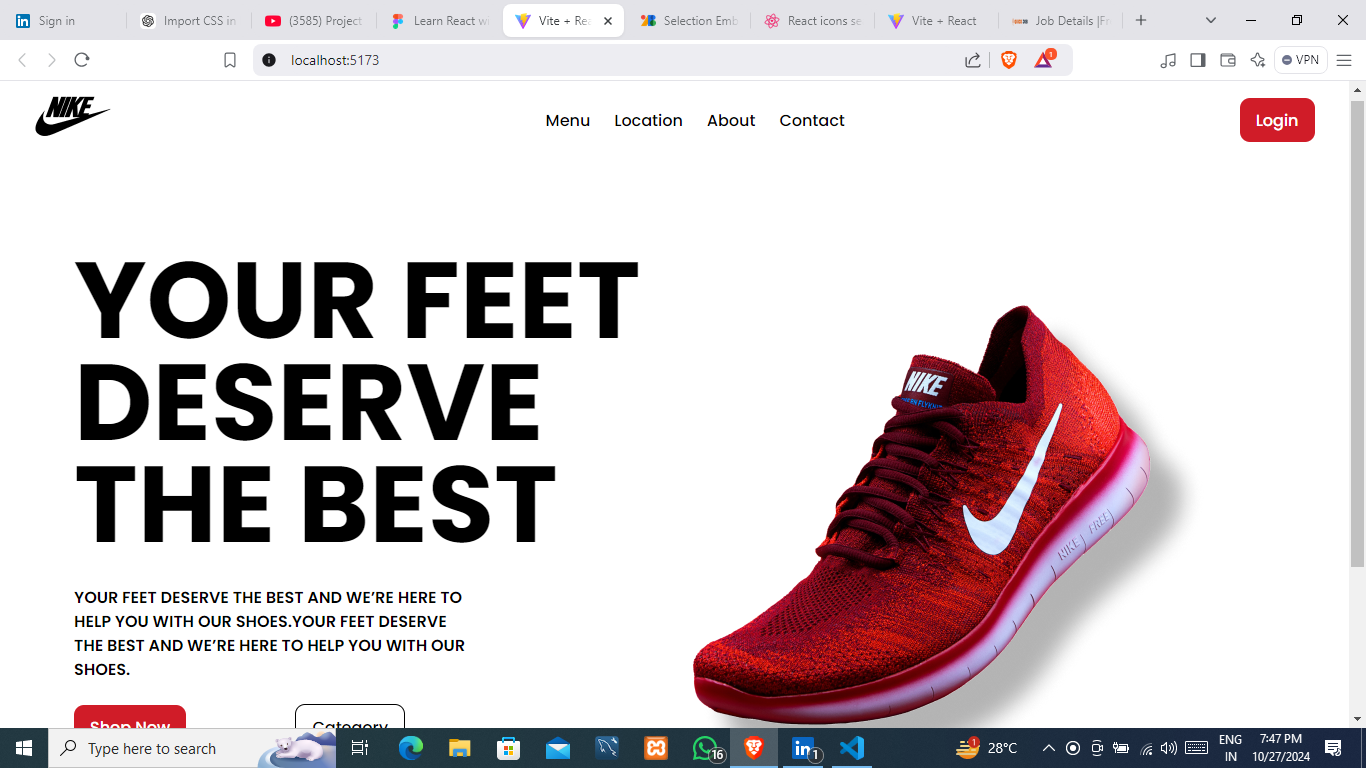 Sign in
Import CSS in
(3585) Project
Learn React wi
Vite + Rea
Selection Emb
React icons se
Vite + React
Job Details |Fr
localhost:5173
1
VPN
NIKE
Menu
Location
About
Contact
Login
YOUR FEET
DESERVE
THE BEST
NIKE
NIKE FREE
YOUR FEET DESERVE THE BEST AND WE’RE HERE TO
HELP YOU WITH OUR SHOES.YOUR FEET DESERVE
THE BEST AND WE’RE HERE TO HELP YOU WITH OUR
SHOES.
Shop Now
Category
Type here to search
16
1
1
28°C
ENG
IN
7:47 PM
10/27/2024